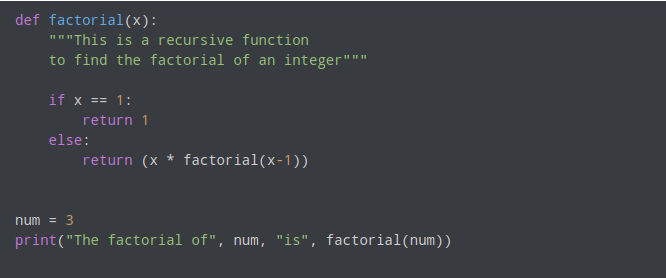 def factorial(x):
    """This is a recursive function
    to find the factorial of an integer"""

    if x == 1:
        return 1
    else:
        return (x * factorial(x-1))


num = 3
print("The factorial of", num, "is", factorial(num))